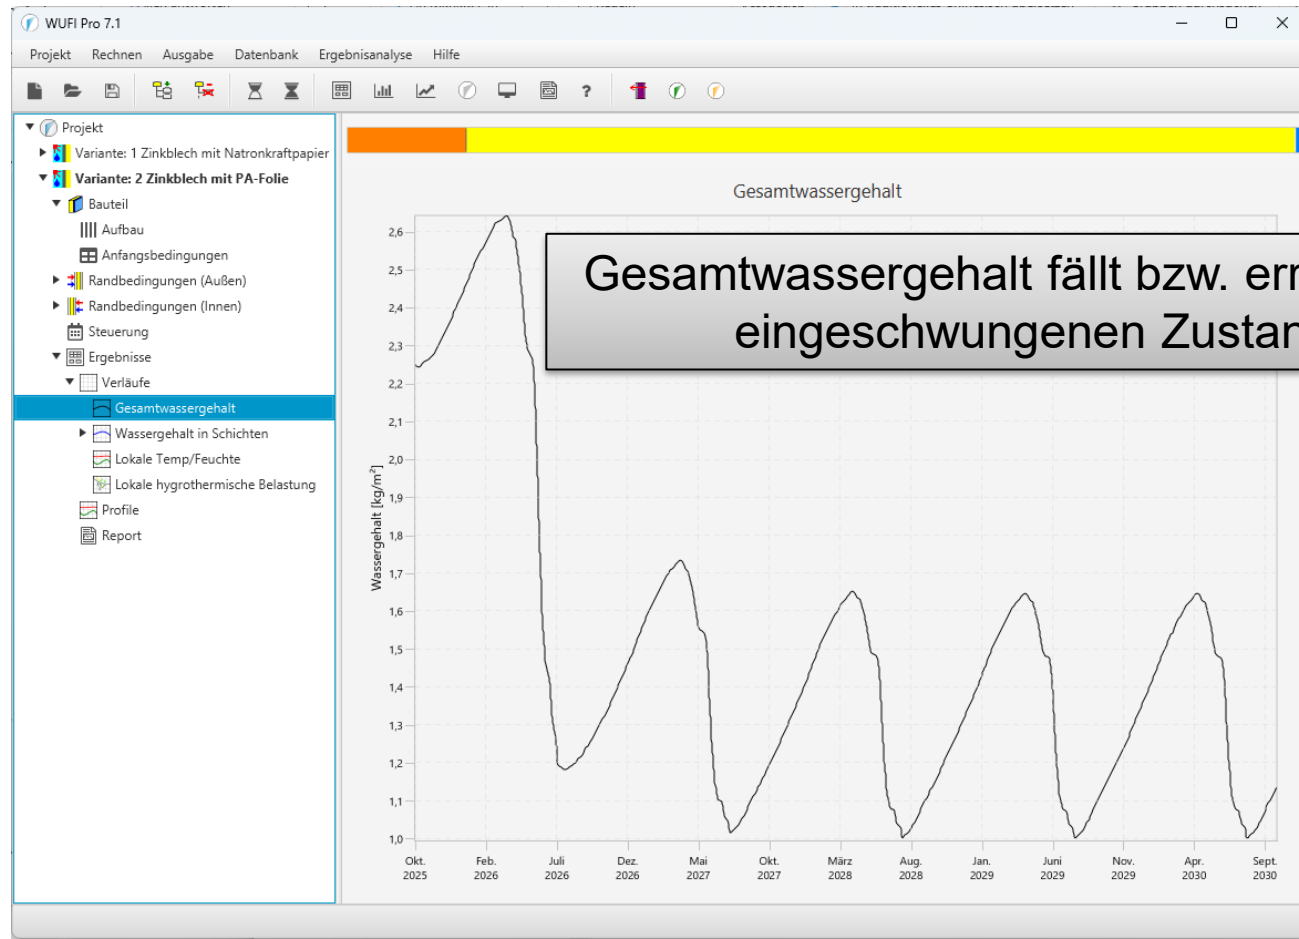 WUFI Pro 7.1
Projekt Rechnen Ausgabe Datenbank Ergebnisanalyse Hilfe
Projekt
Variante: 1 Zinkblech mit Natronkraftpapier
Variante: 2 Zinkblech mit PA-Folie
Bauteil
Aufbau
Anfangsbedingungen
Randbedingungen (Außen)
Randbedingungen (Innen)
Steuerung
Ergebnisse
Verläufe
Gesamtwassergehalt
Wassergehalt in Schichten
Lokale Temp/Feuchte
Lokale hygrothermische Belastung
Profile
Report
Gesamtwassergehalt
Gesamtwassergehalt fällt bzw.
eingeschwungenen
Wassergehalt [kg/m²]
2,6
2,5
2,4
2,3
2,2
2,1
2,0
1,9
1,8
1,7
1,6
1,5
1,4
1,3
1,2
1,1
1,0
Okt. Feb. Juli Dez. Mai Okt. März Aug. Jan. Juni Nov. Apr. Sept.
2025 2026 2026 2026 2027 2027 2028 2028 2029 2029 2029 2030 2030